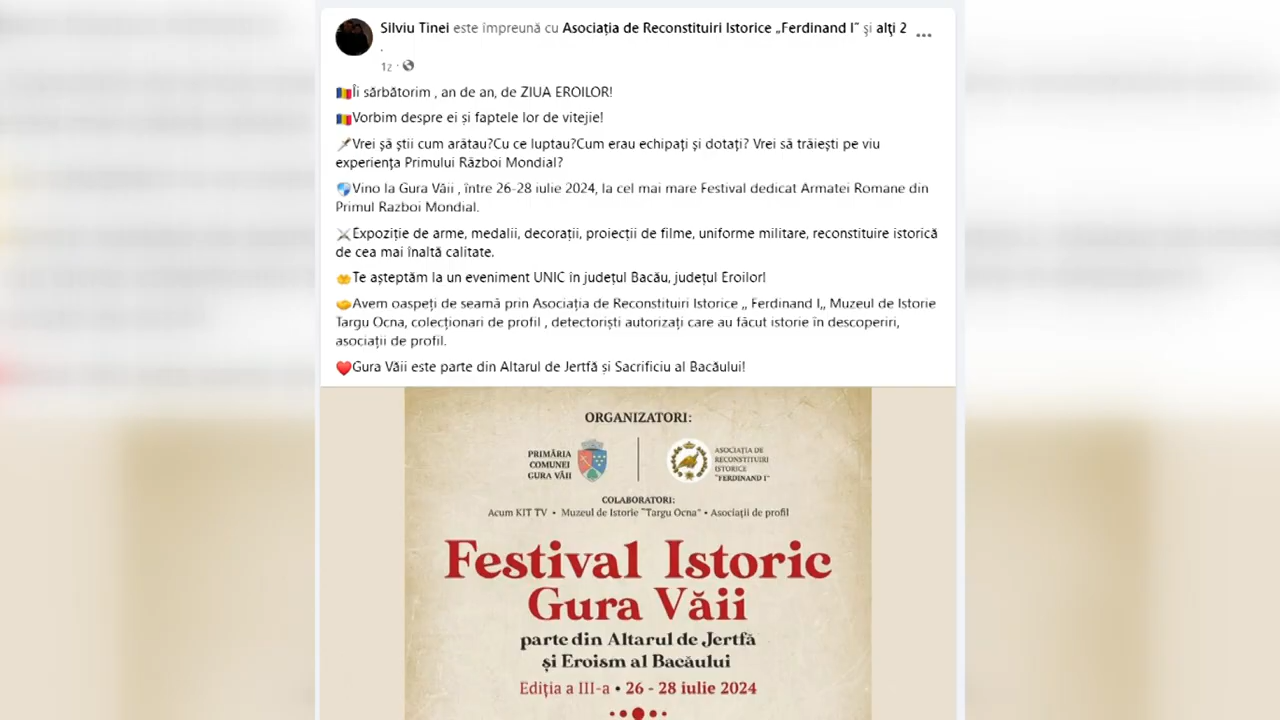 Silviu Tinei este împreună cu Asociația de Reconstituiri Istorice „Ferdinand I” și alți 2
.
1z
Îi sărbătorim , an de an, de ZIUA EROILOR!
Vorbim despre ei și faptele lor de vitejie!
Vrei șă știi cum arătau?Cu ce luptau?Cum erau echipați și dotați? Vrei să trăiești pe viu
experiența Primului Război Mondial?
Vino la Gura Văii , între 26-28 iulie 2024, la cel mai mare Festival dedicat Armatei Romane din
Primul Razboi Mondial.
Expoziție de arme, medalii, decorații, proiecții de filme, uniforme militare, reconstituire istorică
de cea mai înaltă calitate.
Te așteptăm la un eveniment UNIC în județul Bacău, județul Eroilor!
Avem oaspeți de seamă prin Asociația de Reconstituiri Istorice ,, Ferdinand I,, Muzeul de Istorie
Targu Ocna, colecționari de profil , detectoriști autorizați care au făcut istorie în descoperiri,
asociații de profil.
Gura Văii este parte din Altarul de Jertfă și Sacrificiu al Bacăului!
ORGANIZATORI:
PRIMĂRIA
COMUNEI
GURA VĂII
ASOCIAȚIA DE
RECONSTITUIRI
ISTORICE
"FERDINAND I"
COLABORATORI:
Acum KIT TV • Muzeul de Istorie "Targu Ocna" • Asociații de profil
Festival Istoric
Gura Văii
parte din Altarul de Jertfă
și Eroism al Bacăului
Ediția a III-a • 26 - 28 iulie 2024